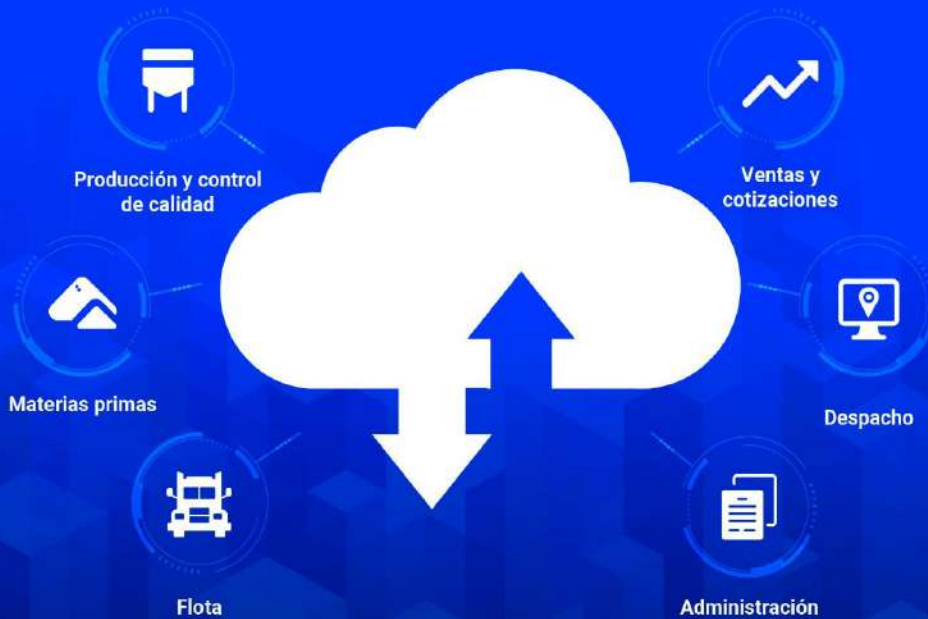 Producción y control
de calidad
Ventas y
cotizaciones
Materias primas
Despacho
Flota
Administración